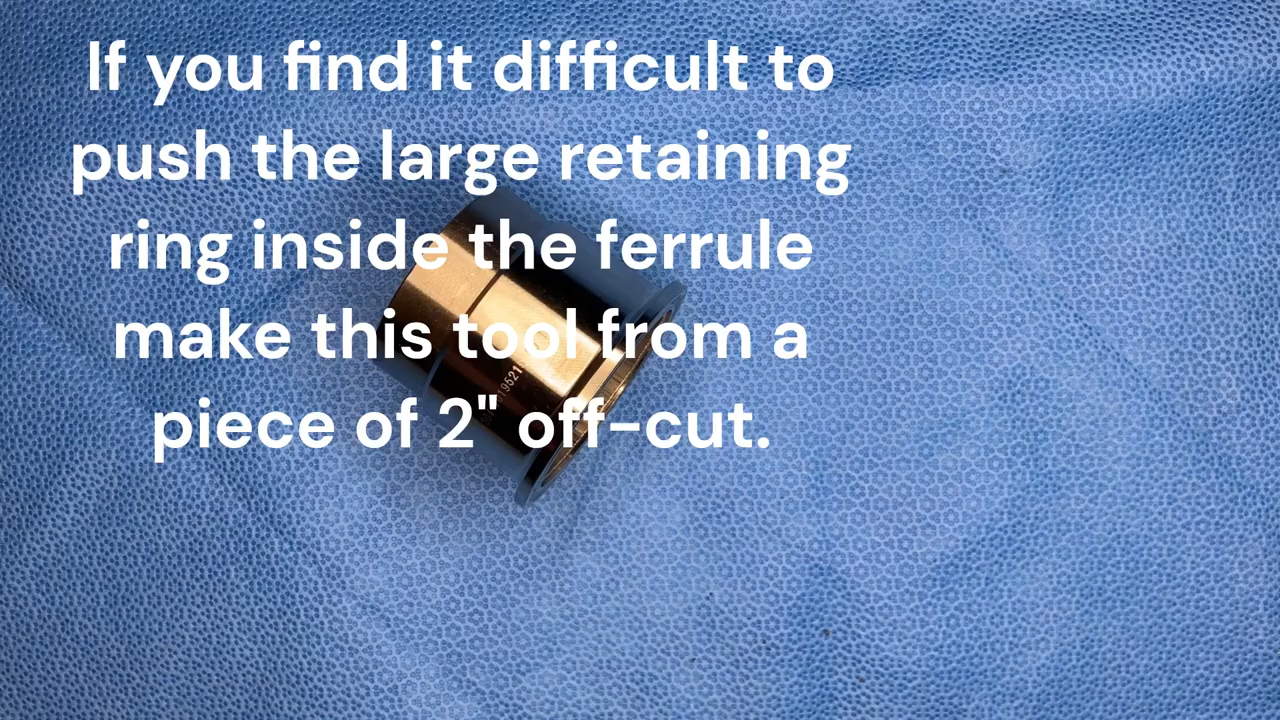 If you find it difficult to
push the large retaining
ring inside the ferrule
make this tool from a
piece of 2" off-cut.